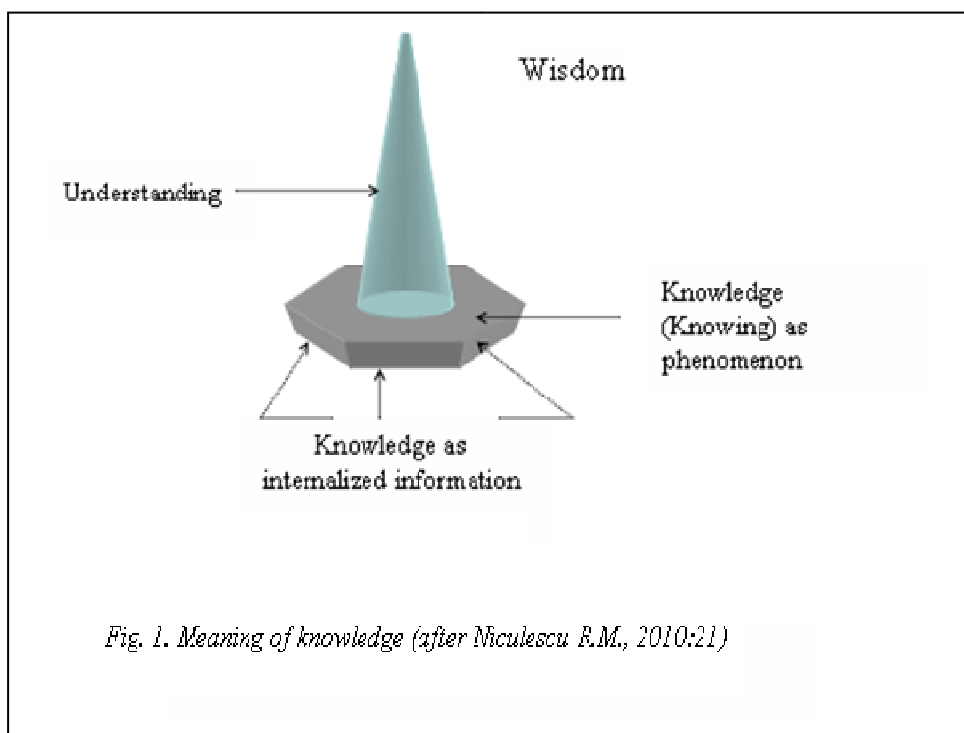 Wisdom
Understanding
Knowledge
(Knowing) as
phenomenon
Knowledge as
internalized information
Fig. 1. Meaning of knowledge (after Niculescu R.M., 2010:21)